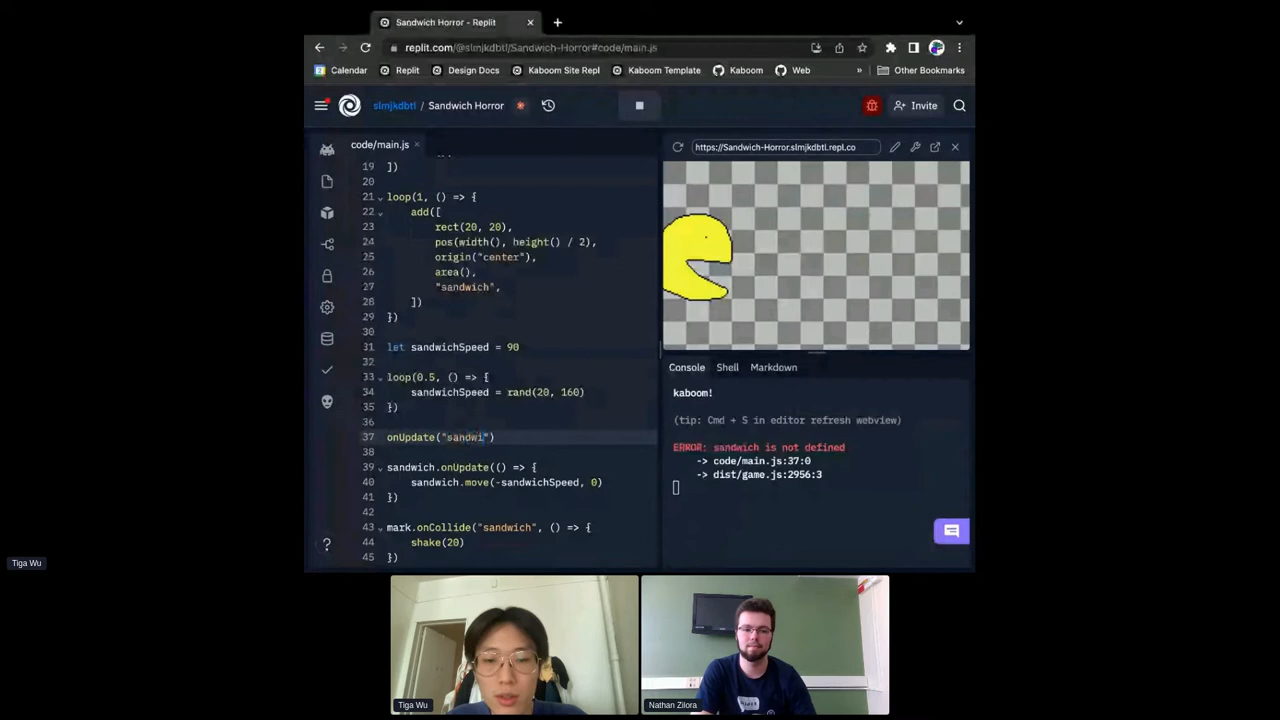 Sandwich Horror - Replit
replit.com/@slmjkdbtl/Sandwich-Horror#code/main.js
Calendar Replit Design Docs Kaboom Site Repl Kaboom Template Kaboom Web » Other Bookmarks
slmjkdbtl / Sandwich Horror Invite
code/main.js
https://Sandwich-Horror.slmjkdbtl.repl.co
19 ])
20
21 loop(1, () => {
22 add([
23 rect(20, 20),
24 pos(width(), height() / 2),
25 origin("center"),
26 area(),
27 "sandwich",
28 ])
29 })
30
31 let sandwichSpeed = 90
32
33 loop(0.5, () => {
34 sandwichSpeed = rand(20, 160)
35 })
36
37 onUpdate("sandwi")
38
39 sandwich.onUpdate(() => {
40 sandwich.move(-sandwichSpeed, 0)
41 })
42
43 mark.onCollide("sandwich", () => {
44 shake(20)
45 })
Console Shell Markdown
kaboom!
(tip: Cmd + S in editor refresh webview)
ERROR: sandwich is not defined
-> code/main.js:37:0
-> dist/game.js:2956:3
Tiga Wu
Tiga Wu
Nathan Zilora